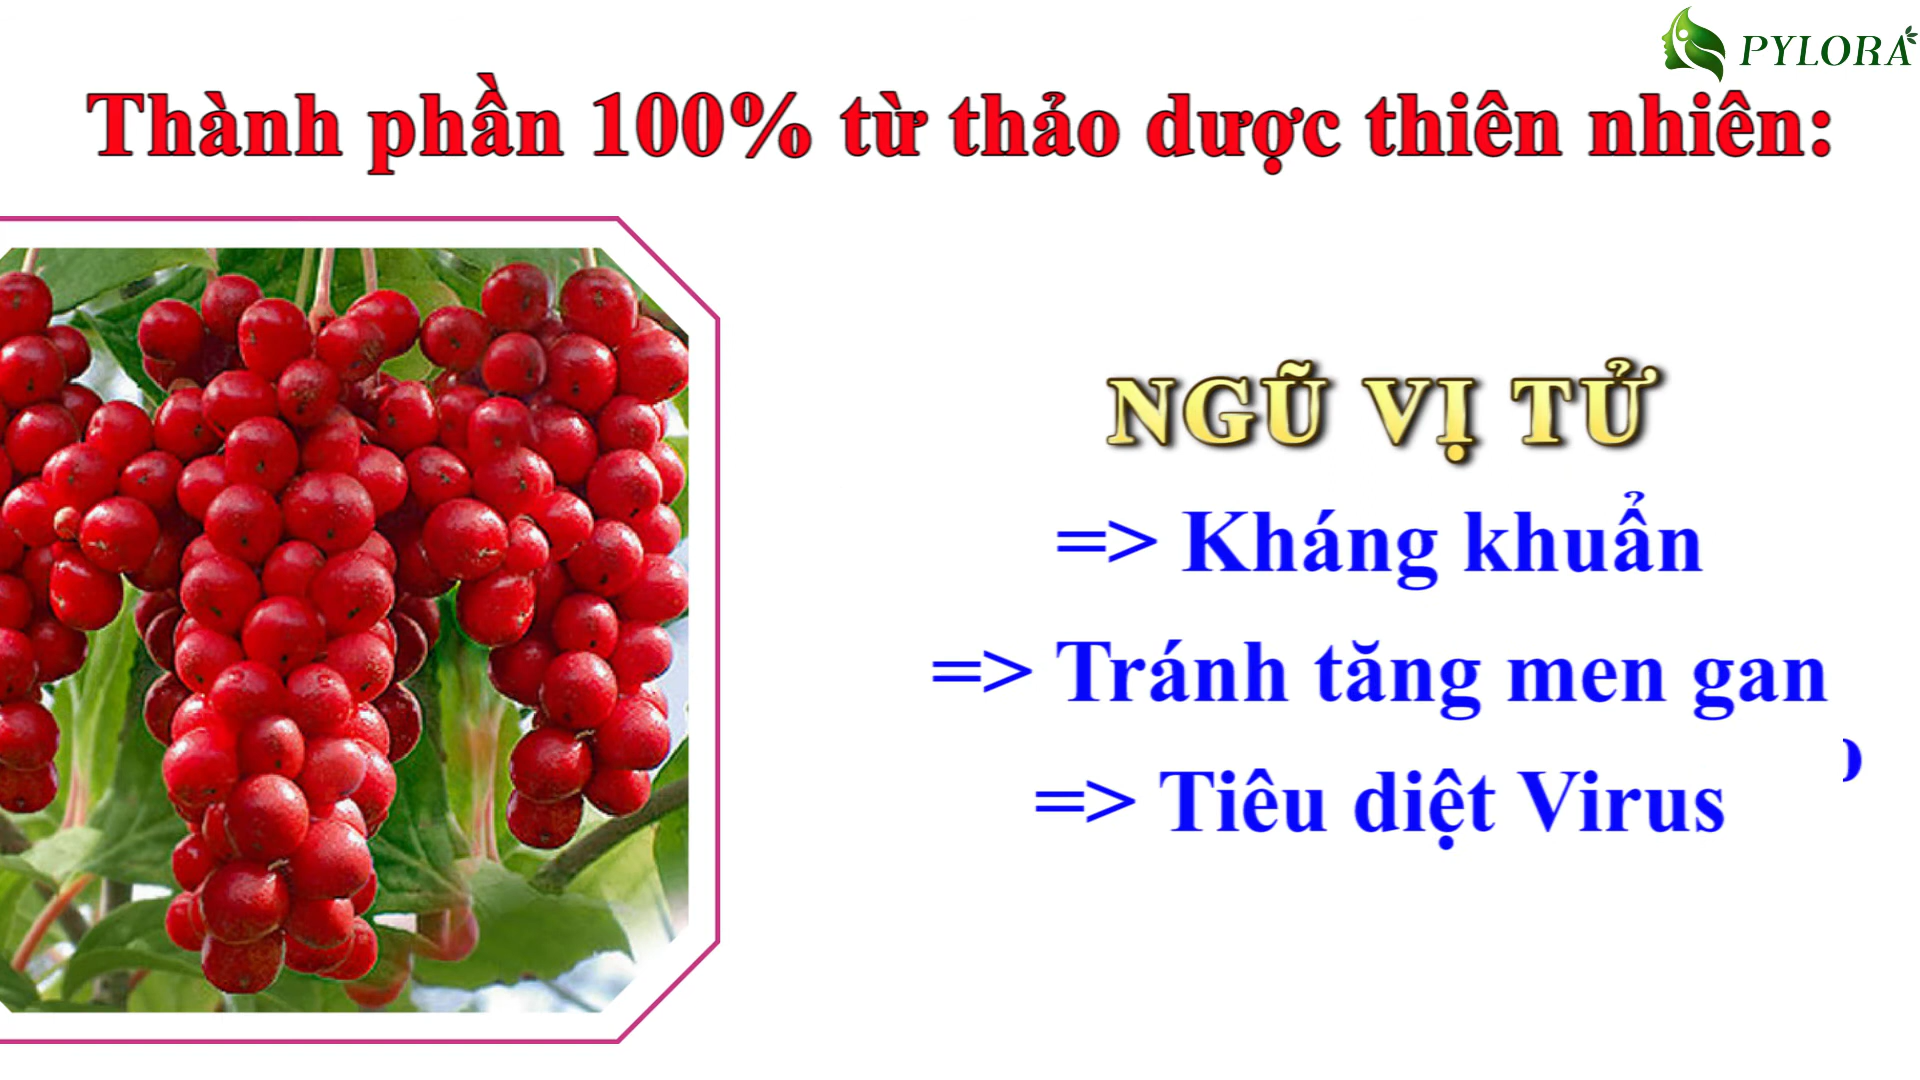 PYLORA
Thành phần 100% từ thảo dược thiên nhiên:
NGŨ VỊ TỬ
=> Kháng khuẩn
=> Tránh tăng men gan
=> Tiêu diệt Virus